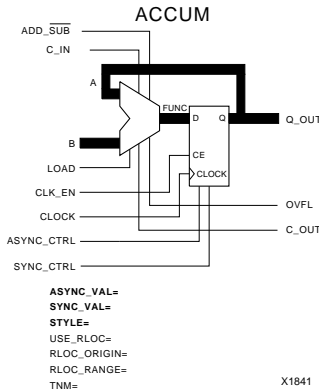 ACCUM
ADD_SUB
C_IN
A
FUNC
D
Q
Q_OUT
B
LOAD
CE
CLK_EN
CLOCK
CLOCK
OVFL
C_OUT
ASYNC_CTRL
SYNC_CTRL
ASYNC_VAL=
SYNC_VAL=
STYLE=
USE_RLOC=
RLOC_ORIGIN=
RLOC_RANGE=
TNM=
X1841